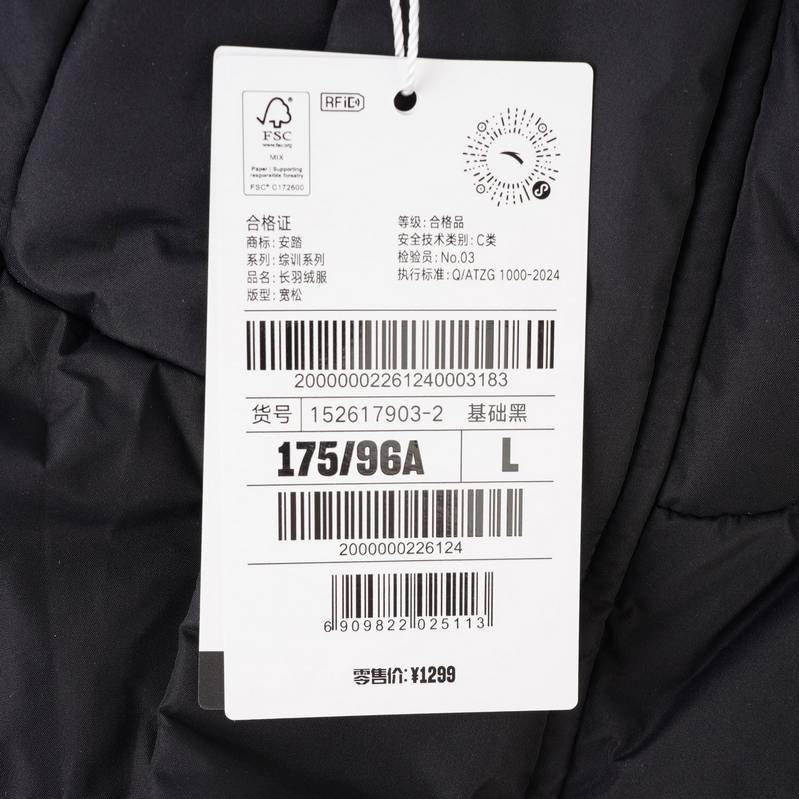 FSC
www.fsc.org
MIX
Paper | Supporting
responsible forestry
FSC® C172600
RFID
合格证
商标: 安踏
系列: 综训系列
品名: 长羽绒服
版型: 宽松
等级: 合格品
安全技术类别: C类
检验员: No.03
执行标准: Q/ATZG 1000-2024
20000002261240003183
货号 152617903-2 基础黑
175/96A L
2000000226124
6909822025113
零售价: ¥1299